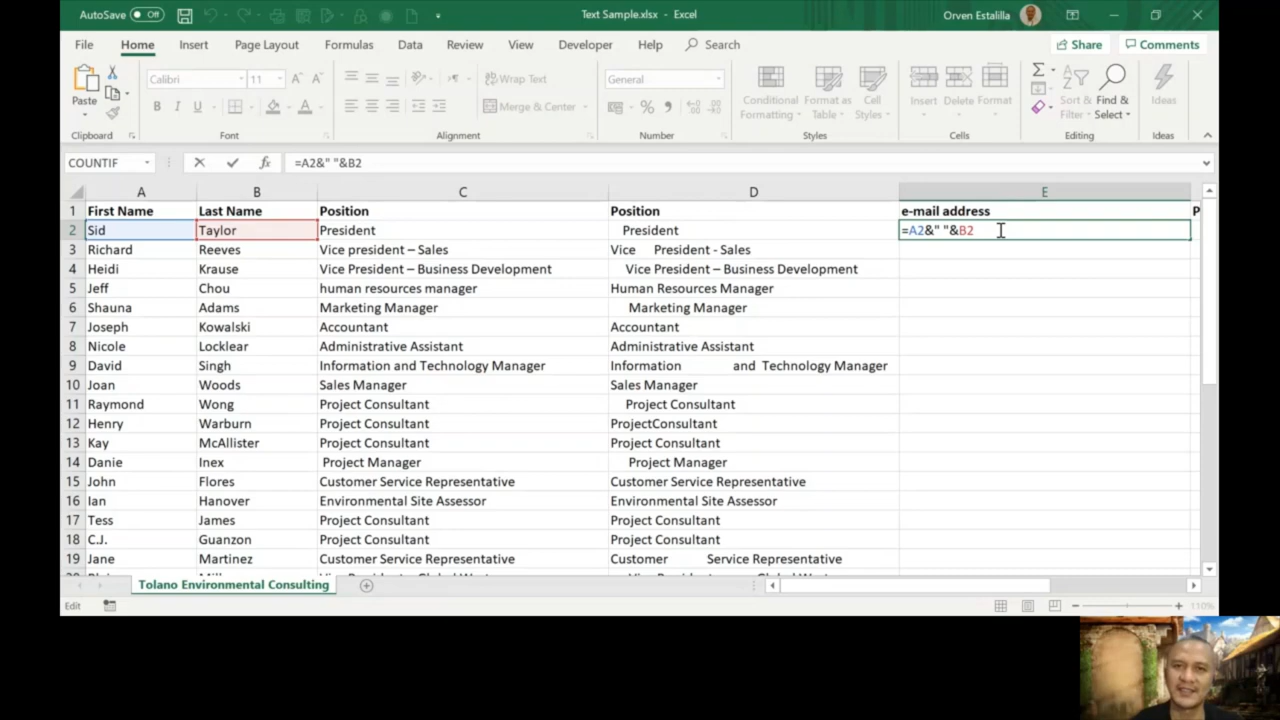 AutoSave Off Text Sample.xlsx - Excel Orven Estalilla
File Home Insert Page Layout Formulas Data Review View Developer Help Search Share Comments
Paste Calibri 11 Wrap Text General Conditional Formatting Format as Table Cell Styles Insert Delete Format Sort & Filter Find & Select Ideas
Merge & Center
Clipboard Font Alignment Number Styles Cells Editing Ideas
COUNTIF =A2&" "&B2
A B C D E
1 First Name Last Name Position Position e-mail address P
2 Sid Taylor President President =A2&" "&B2
3 Richard Reeves Vice president – Sales Vice President - Sales
4 Heidi Krause Vice President – Business Development Vice President – Business Development
5 Jeff Chou human resources manager Human Resources Manager
6 Shauna Adams Marketing Manager Marketing Manager
7 Joseph Kowalski Accountant Accountant
8 Nicole Locklear Administrative Assistant Administrative Assistant
9 David Singh Information and Technology Manager Information and Technology Manager
10 Joan Woods Sales Manager Sales Manager
11 Raymond Wong Project Consultant Project Consultant
12 Henry Warburn Project Consultant ProjectConsultant
13 Kay McAllister Project Consultant Project Consultant
14 Danie Inex Project Manager Project Manager
15 John Flores Customer Service Representative Customer Service Representative
16 Ian Hanover Environmental Site Assessor Environmental Site Assessor
17 Tess James Project Consultant Project Consultant
18 C.J. Guanzon Project Consultant Project Consultant
19 Jane Martinez Customer Service Representative Customer Service Representative
Tolano Environmental Consulting
Edit 110%